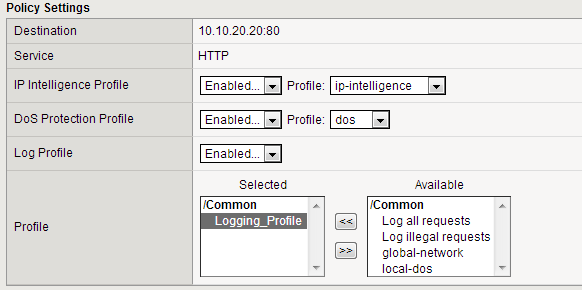 Policy Settings
Destination 10.10.20.20:80
Service HTTP
IP Intelligence Profile Enabled... Profile: ip-intelligence
DoS Protection Profile Enabled... Profile: dos
Log Profile Enabled...
Selected Available
/Common /Common
Logging_Profile Log all requests
Log illegal requests
Profile << global-network
>> local-dos